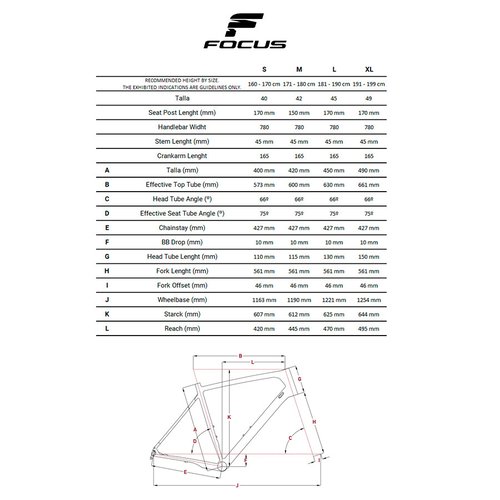 FOCUS
S M L XL
RECOMMENDED HEIGHT BY SIZE.
THE EXHIBITED INDICATIONS ARE GUIDELINES ONLY. 160 - 170 cm 171 - 180 cm 181 - 190 cm 191 - 199 cm
Talla 40 42 45 49
Seat Post Lenght (mm) 170 mm 150 mm 170 mm 170 mm
Handlebar Widht 780 780 780 780
Stem Lenght (mm) 45 mm 45 mm 45 mm 45 mm
Crankarm Lenght 165 165 165 165
A Talla (mm) 400 mm 420 mm 450 mm 490 mm
B Effective Top Tube (mm) 573 mm 600 mm 630 mm 661 mm
C Head Tube Angle (º) 66º 66º 66º 66º
D Effective Seat Tube Angle (º) 75º 75º 75º 75º
E Chainstay (mm) 427 mm 427 mm 427 mm 427 mm
F BB Drop (mm) 10 mm 10 mm 10 mm 10 mm
G Head Tube Lenght (mm) 110 mm 115 mm 130 mm 150 mm
H Fork Lenght (mm) 561 mm 561 mm 561 mm 561 mm
I Fork Offset (mm) 46 mm 46 mm 46 mm 46 mm
J Wheelbase (mm) 1163 mm 1190 mm 1221 mm 1254 mm
K Starck (mm) 607 mm 612 mm 625 mm 644 mm
L Reach (mm) 420 mm 445 mm 470 mm 495 mm
B
L
G
K
A
H
D
C
F
I
E
J